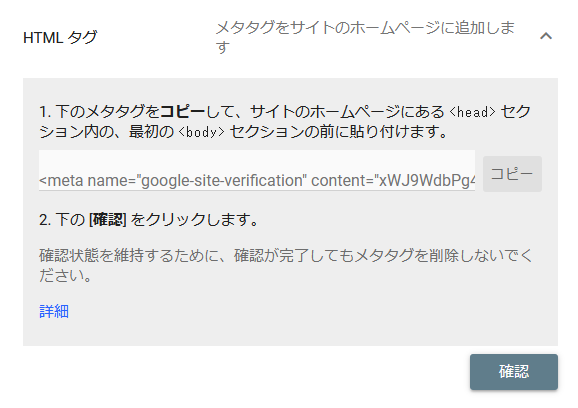 HTML タグ
メタタグをサイトのホームページに追加しま
す
1. 下のメタタグをコピーして、サイトのホームページにある <head> セク
ション内の、最初の <body> セクションの前に貼り付けます。
<meta name="google-site-verification" content="xWJ9WdbPg4
コピー
2. 下の [確認] をクリックします。
確認状態を維持するために、確認が完了してもメタタグを削除しないでく
ださい。
詳細
確認